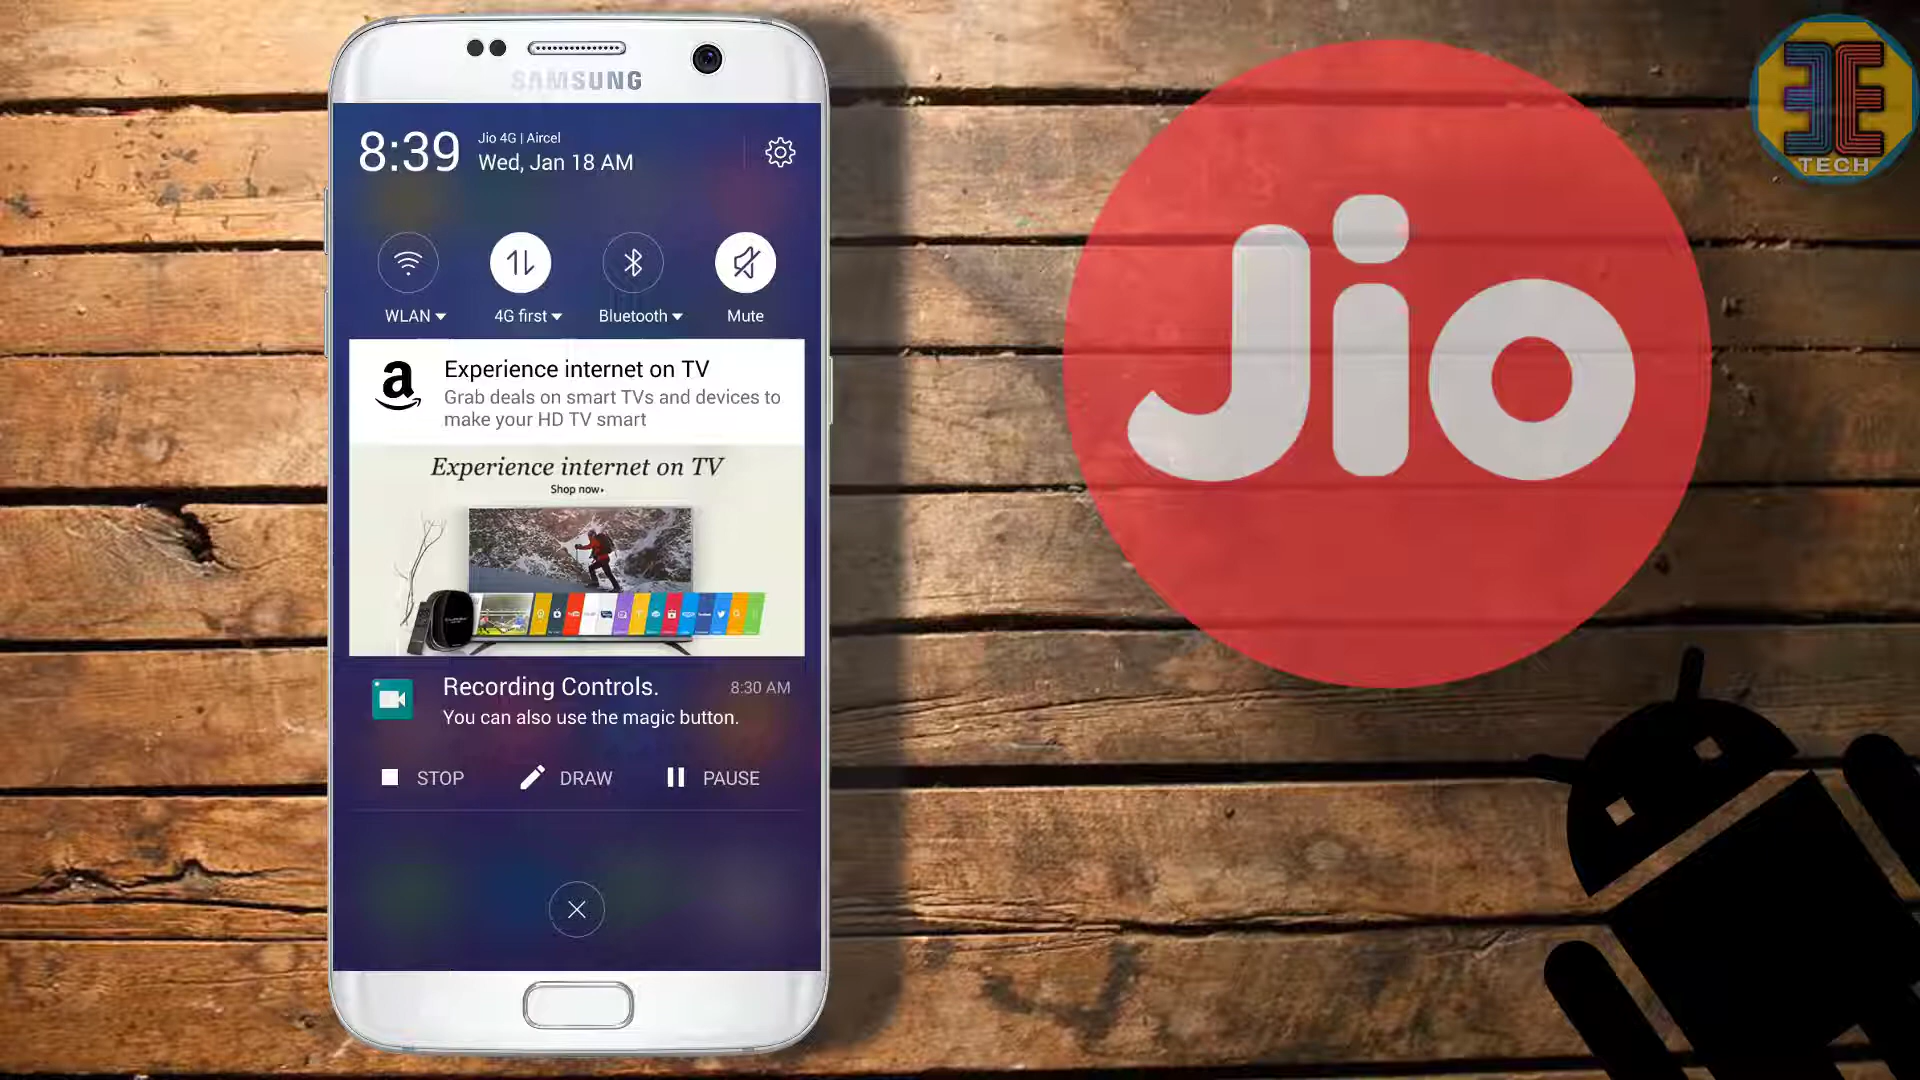 SAMSUNG
8:39
Jio 4G | Aircel
Wed, Jan 18 AM
WLAN
4G first
Bluetooth
Mute
a
Experience internet on TV
Grab deals on smart TVs and devices to
make your HD TV smart
Experience internet on TV
Shop now
Recording Controls.
8:30 AM
You can also use the magic button.
STOP
DRAW
PAUSE
Jio
TECH